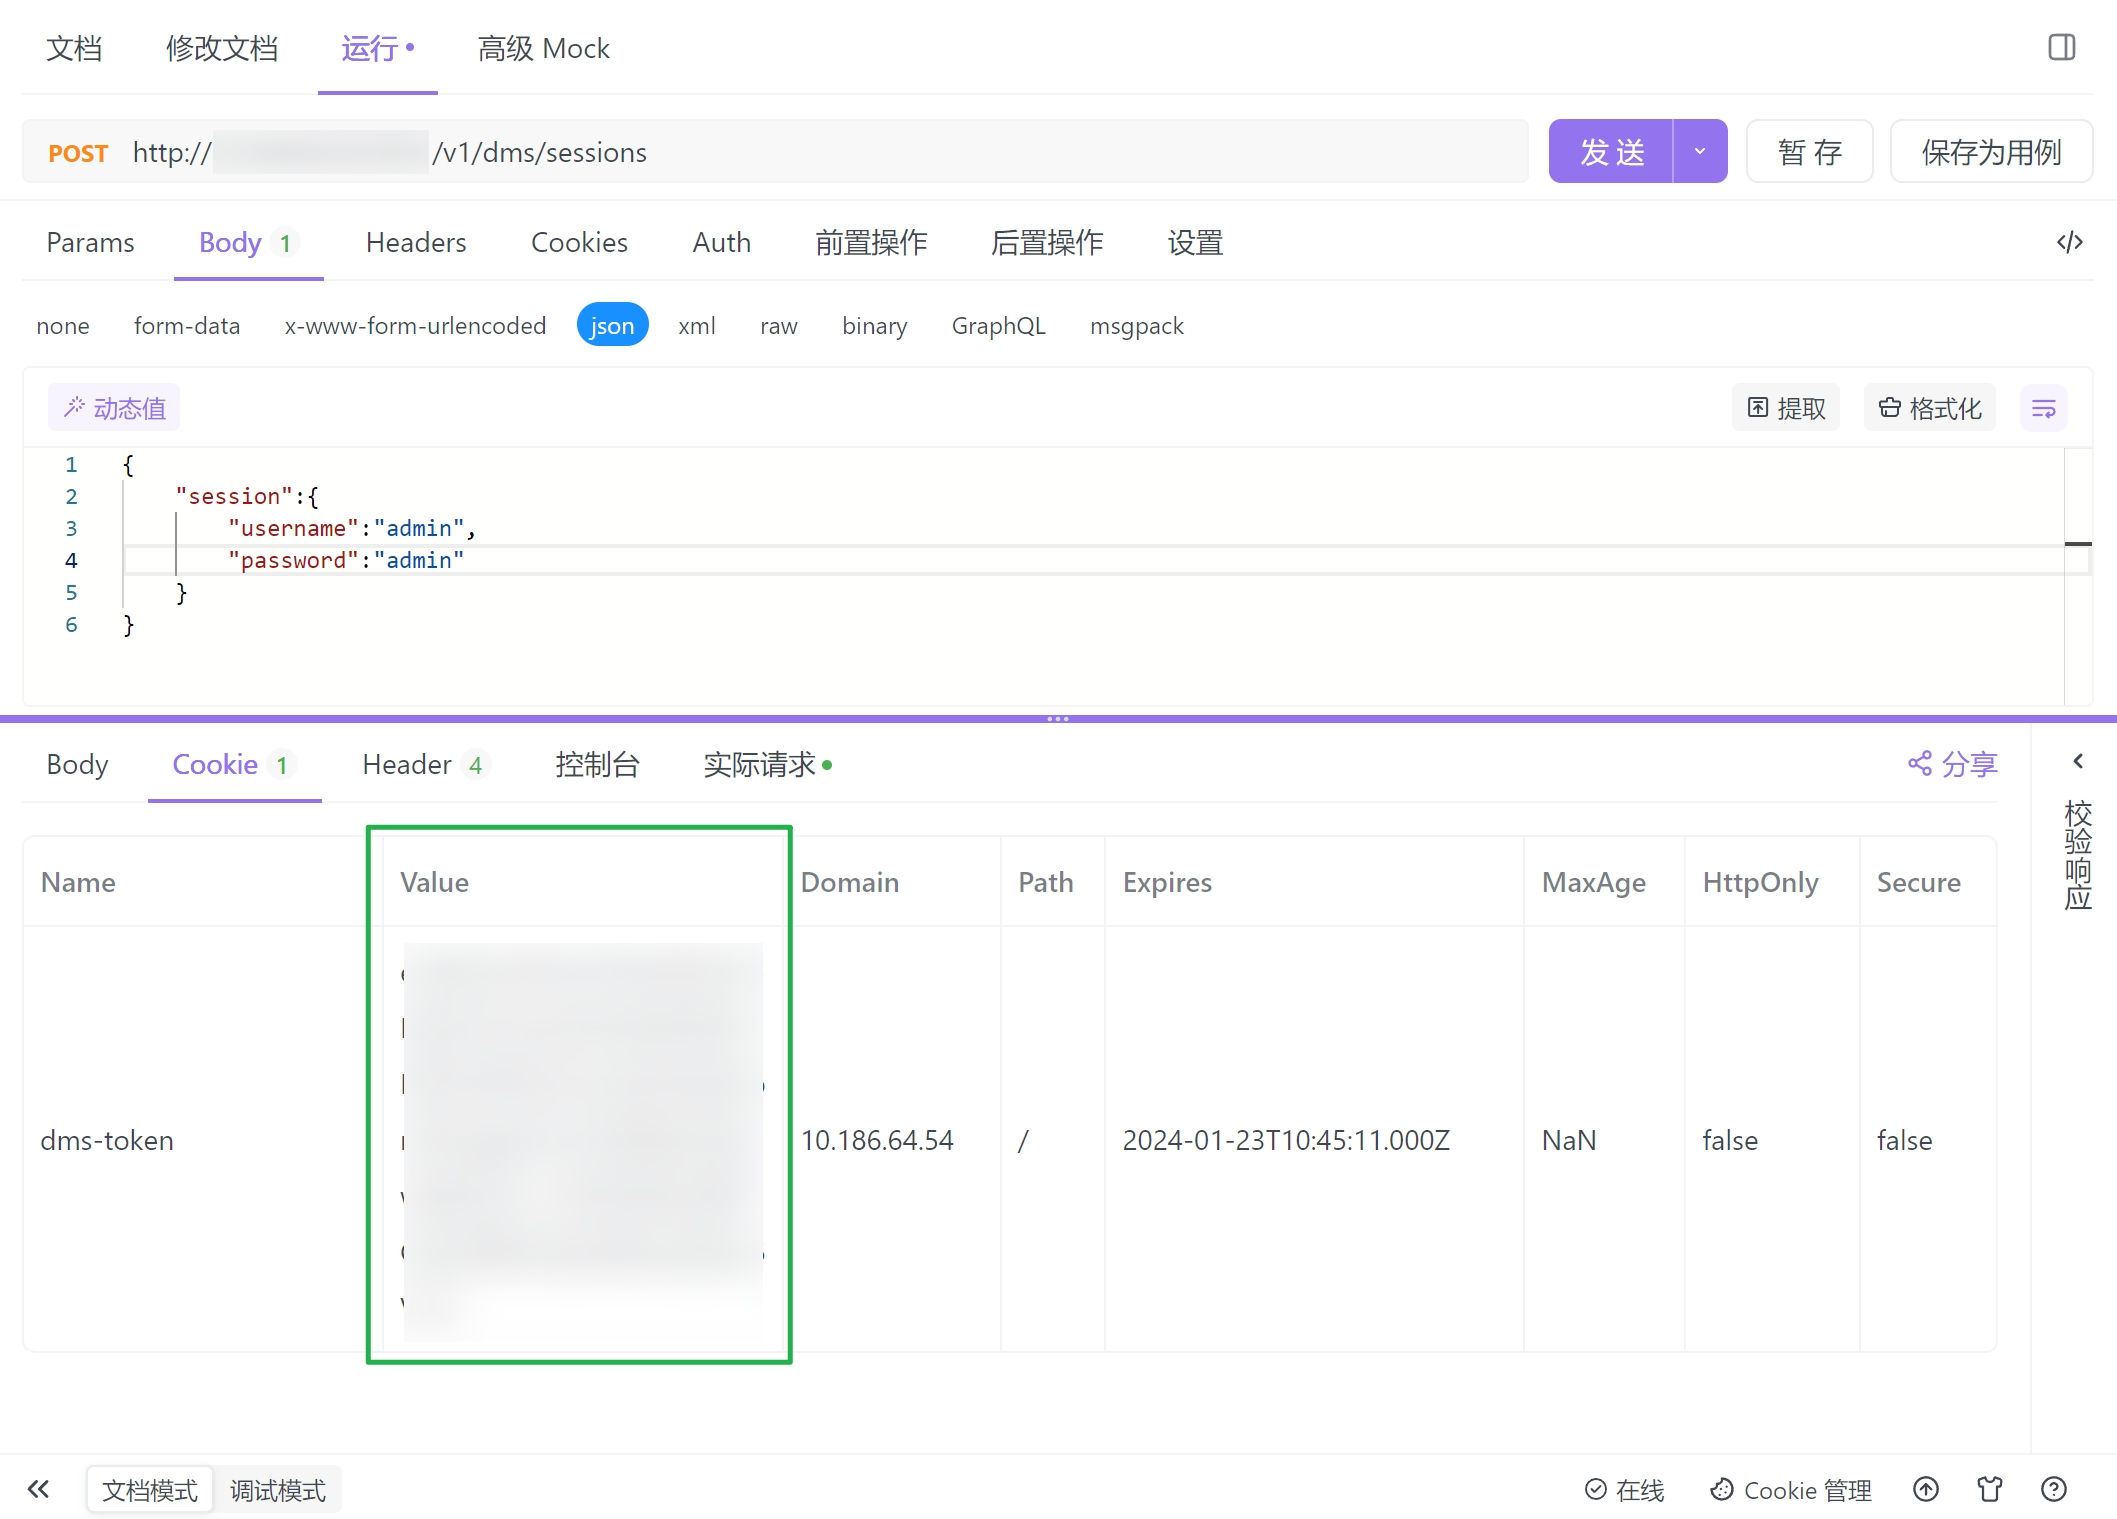 文档 修改文档 运行 高级 Mock
POST http:// /v1/dms/sessions 发 送 暂 存 保存为用例
Params Body 1 Headers Cookies Auth 前置操作 后置操作 设置
none form-data x-www-form-urlencoded json xml raw binary GraphQL msgpack
动态值 提取 格式化
1 {
2 "session":{
3 "username":"admin",
4 "password":"admin"
5 }
6 }
Body Cookie 1 Header 4 控制台 实际请求 分享
校验响应
Name Value Domain Path Expires MaxAge HttpOnly Secure
dms-token 10.186.64.54 / 2024-01-23T10:45:11.000Z NaN false false
文档模式 调试模式 在线 Cookie 管理